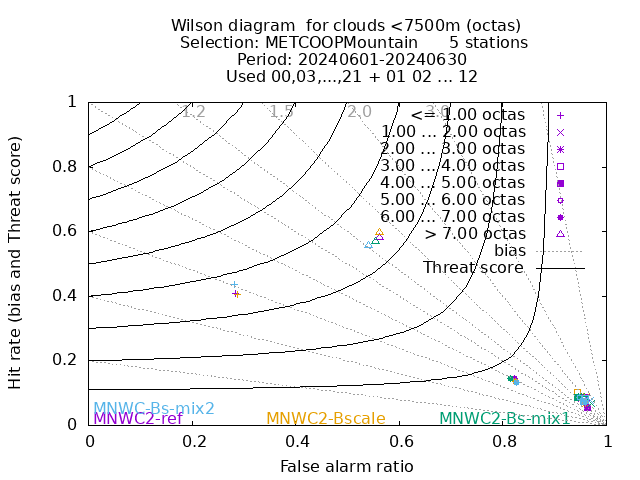 Wilson diagram  for clouds <7500m (octas)
Selection: METCOOPMountain      5 stations
Period: 20240601-20240630
Used 00,03,...,21 + 01 02 ... 12
1.2 1.5 2.0 3.0
<= 1.00 octas
1.00 ... 2.00 octas
2.00 ... 3.00 octas
3.00 ... 4.00 octas
4.00 ... 5.00 octas
5.00 ... 6.00 octas
6.00 ... 7.00 octas
> 7.00 octas
bias
Threat score
1
0.8
0.6
0.4
0.2
0
Hit rate (bias and Threat score)
MNWC-Bs-mix2
MNWC2-ref MNWC2-Bscale MNWC2-Bs-mix1
0 0.2 0.4 0.6 0.8 1
False alarm ratio